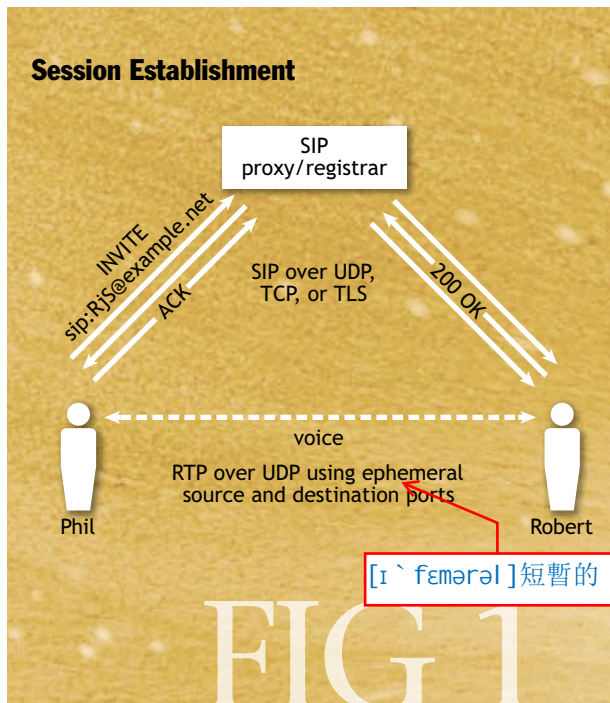 Session Establishment
SIP
proxy/registrar
INVITE
sip:RjS@example.net
ACK
SIP over UDP,
TCP, or TLS
200 OK
voice
RTP over UDP using ephemeral
source and destination ports
Phil
Robert
[ɪˋfɛmərəl]短暫的
FIG 1